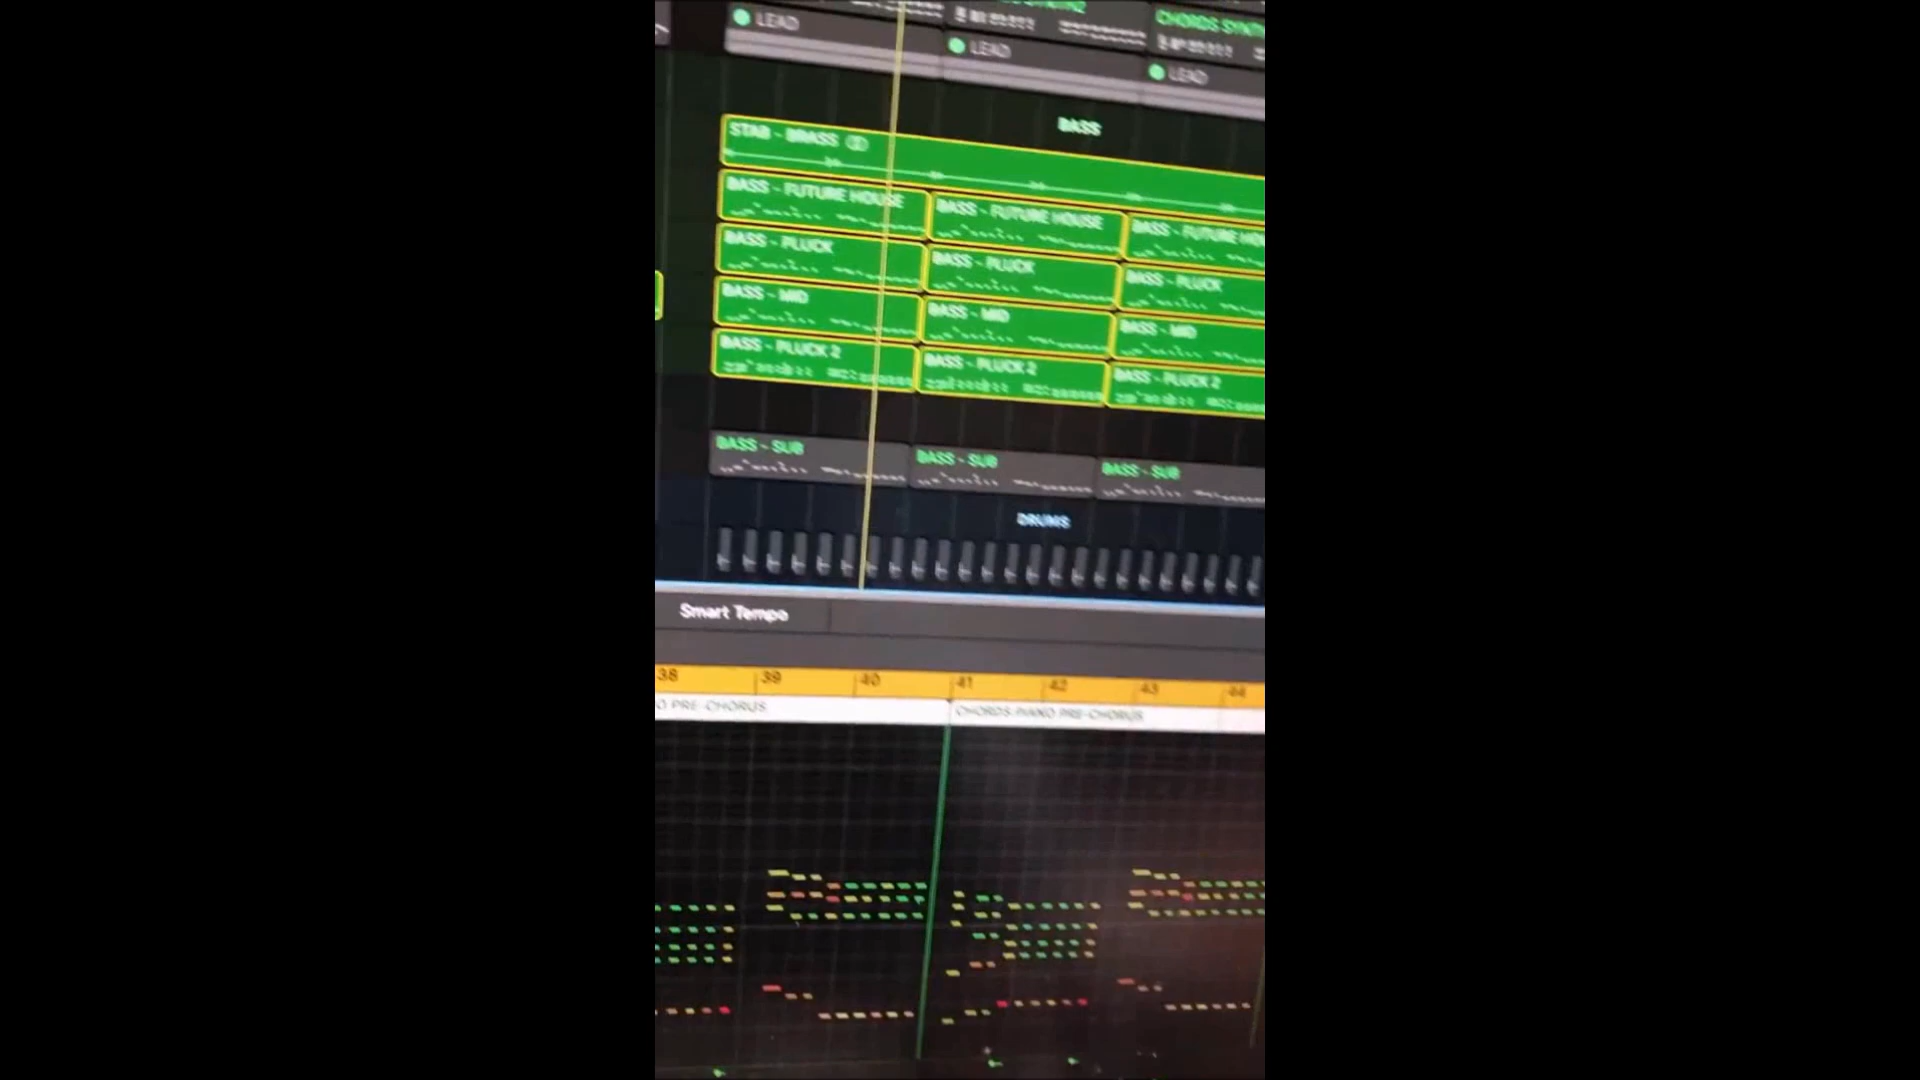 LEAD
LEAD
CHORDS SYNTH
LEAD
BASS
STAB - BRASS
BASS - FUTURE HOUSE
BASS - FUTURE HOUSE
BASS - FUTURE HOU
BASS - PLUCK
BASS - PLUCK
BASS - PLUCK
BASS - MID
BASS - MID
BASS - MID
BASS - PLUCK 2
BASS - PLUCK 2
BASS - PLUCK 2
BASS - SUB
BASS - SUB
BASS - SUB
DRUMS
Smart Tempo
38 39 40 41 42 43 44
O PRE-CHORUS
CHORDS PIANO PRE-CHORUS